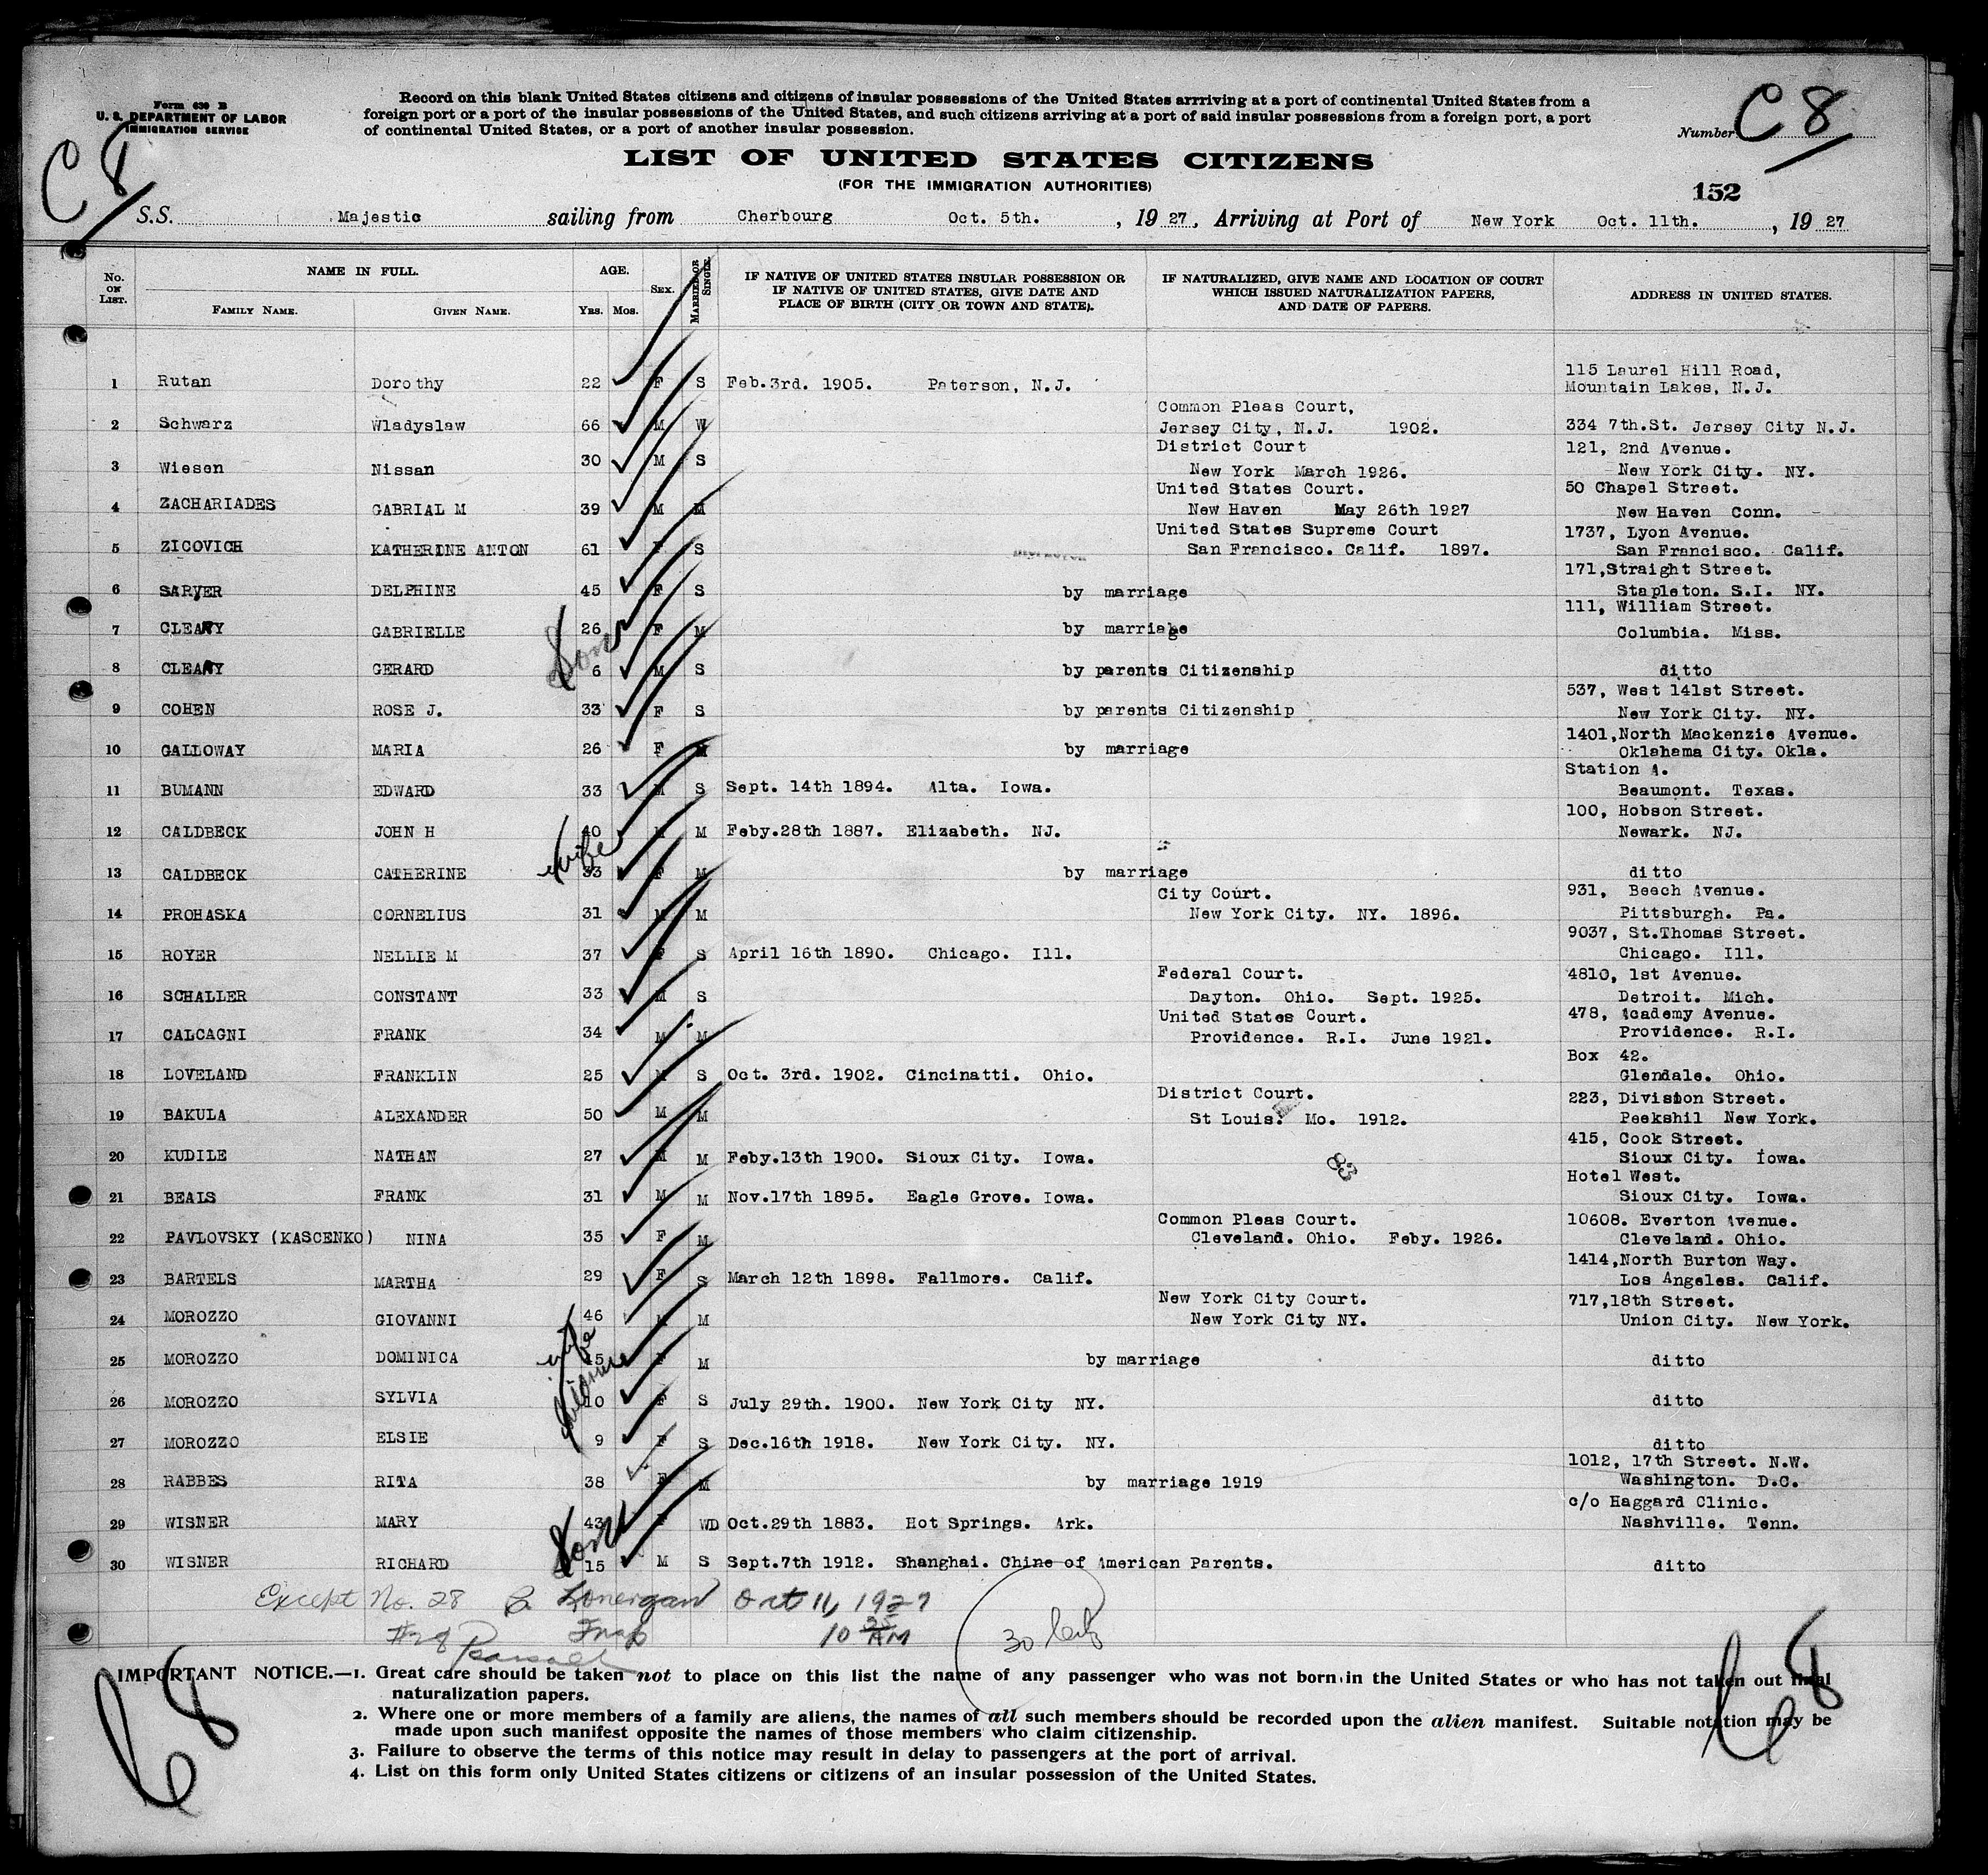 Form 630 B
U. S. DEPARTMENT OF LABOR
IMMIGRATION SERVICE
C 8
Record on this blank United States citizens and citizens of insular possessions of the United States arrriving at a port of continental United States from a
foreign port or a port of the insular possessions of the United States, and such citizens arriving at a port of said insular possessions from a foreign port, a port
of continental United States, or a port of another insular possession.
Number C 8
LIST OF UNITED STATES CITIZENS
(FOR THE IMMIGRATION AUTHORITIES)
152
S.S. Majestic sailing from Cherbourg Oct. 5th. , 19 27, Arriving at Port of New York Oct. 11th. , 19 27
No. ON LIST. NAME IN FULL. AGE. SEX. MARRIED OR SINGLE. IF NATIVE OF UNITED STATES INSULAR POSSESSION OR IF NATIVE OF UNITED STATES, GIVE DATE AND PLACE OF BIRTH (CITY OR TOWN AND STATE). IF NATURALIZED, GIVE NAME AND LOCATION OF COURT WHICH ISSUED NATURALIZATION PAPERS, AND DATE OF PAPERS. ADDRESS IN UNITED STATES.
FAMILY NAME. GIVEN NAME. YRS. MOS.
115 Laurel Hill Road,
1 Rutan Dorothy 22 F S Feb.3rd. 1905. Paterson, N.J. Mountain Lakes, N.J.
Common Pleas Court,
2 Schwarz Wladyslaw 66 M W Jersey City, N.J. 1902. 334 7th.St. Jersey City N.J.
District Court 121, 2nd Avenue.
3 Wiesen Nissan 30 M S New York March 1926. New York City. NY.
United States Court. 50 Chapel Street.
4 ZACHARIADES GABRIAL M 39 M M New Haven May 26th 1927 New Haven Conn.
United States Supreme Court 1737, Lyon Avenue.
5 ZICOVICH KATHERINE ANTON 61 F S San Francisco. Calif. 1897. San Francisco. Calif.
171,Straight Street.
6 SARVER DELPHINE 45 F S by marriage Stapleton. S.I. NY.
111, William Street.
7 CLEARY GABRIELLE 26 F M by marriage Columbia. Miss.
8 CLEARY GERARD Son 6 M S by parents Citizenship ditto
537, West 141st Street.
9 COHEN ROSE J. 33 F S by parents Citizenship New York City. NY.
1401,North Mackenzie Avenue.
10 GALLOWAY MARIA 26 F M by marriage Oklahoma City. Okla.
Station A.
11 BUMANN EDWARD 33 M S Sept. 14th 1894. Alta. Iowa. Beaumont. Texas.
100, Hobson Street.
12 CALDBECK JOHN H 40 M M Feby.28th 1887. Elizabeth. NJ. Newark. NJ.
13 CALDBECK CATHERINE wife 33 F M by marriage ditto
City Court. 931, Beech Avenue.
14 PROHASKA CORNELIUS 31 M M New York City. NY. 1896. Pittsburgh. Pa.
9037, St.Thomas Street.
15 ROYER NELLIE M 37 F S April 16th 1890. Chicago. Ill. Chicago. Ill.
Federal Court. 4810, 1st Avenue.
16 SCHALLER CONSTANT 33 M S Dayton. Ohio. Sept. 1925. Detroit. Mich.
United States Court. 478, Academy Avenue.
17 CALCAGNI FRANK 34 M M Providence. R.I. June 1921. Providence. R.I.
Box 42.
18 LOVELAND FRANKLIN 25 M S Oct. 3rd. 1902. Cincinatti. Ohio. Glendale. Ohio.
District Court. 223, Division Street.
19 BAKULA ALEXANDER 50 M M St Louis. Mo. 1912. Peekshil New York.
415, Cook Street.
20 KUDILE NATHAN 27 M M Feby.13th 1900. Sioux City. Iowa. 83 Sioux City. Iowa.
Hotel West.
21 BEALS FRANK 31 M M Nov.17th 1895. Eagle Grove. Iowa. Sioux City. Iowa.
Common Pleas Court. 10608. Everton Avenue.
22 PAVLOVSKY (KASCENKO) NINA 35 F M Cleveland. Ohio. Feby. 1926. Cleveland. Ohio.
1414,North Burton Way.
23 BARTELS MARTHA 29 F S March 12th 1898. Fallmore. Calif. Los Angeles. Calif.
New York City Court. 717,18th Street.
24 MOROZZO GIOVANNI 46 M M New York City NY. Union City. New York.
25 MOROZZO DOMINICA wife 45 F M by marriage ditto
26 MOROZZO SYLVIA children 10 F S July 29th. 1900. New York City NY. ditto
27 MOROZZO ELSIE 9 F S Dec.16th 1918. New York City. NY. ditto
1012, 17th Street. N.W.
28 RABBES RITA 38 F M by marriage 1919 Washington. D.C.
c/o Haggard Clinic.
29 WISNER MARY 43 F WD Oct.29th 1883. Hot Springs. Ark. Nashville. Tenn.
30 WISNER RICHARD Son 15 M S Sept.7th 1912. Shanghai. Chine of American Parents. ditto
Except No. 28 C. Lonergan Oct 11, 1927
#28 Insp 10 25 AM 30
IMPORTANT NOTICE.—1. Great care should be taken not to place on this list the name of any passenger who was not born in the United States or who has not taken out final
naturalization papers.
2. Where one or more members of a family are aliens, the names of all such members should be recorded upon the alien manifest. Suitable notation may be
made upon such manifest opposite the names of those members who claim citizenship.
3. Failure to observe the terms of this notice may result in delay to passengers at the port of arrival.
4. List on this form only United States citizens or citizens of an insular possession of the United States.
C 8
C 8